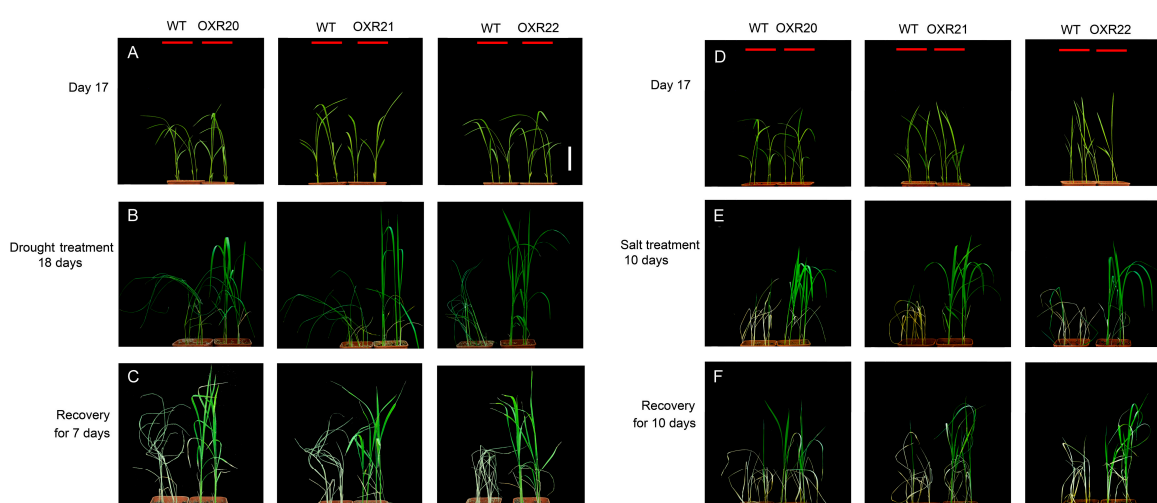 WT OXR20 WT OXR21 WT OXR22
A
Day 17
B
Drought treatment
18 days
C
Recovery
for 7 days
WT OXR20 WT OXR21 WT OXR22
D
Day 17
E
Salt treatment
10 days
F
Recovery
for 10 days